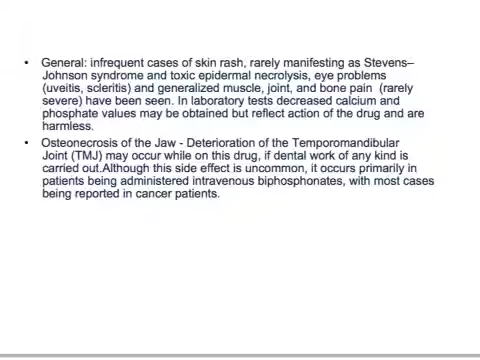 • General: infrequent cases of skin rash, rarely manifesting as Stevens–
Johnson syndrome and toxic epidermal necrolysis, eye problems
(uveitis, scleritis) and generalized muscle, joint, and bone pain (rarely
severe) have been seen. In laboratory tests decreased calcium and
phosphate values may be obtained but reflect action of the drug and are
harmless.
• Osteonecrosis of the Jaw - Deterioration of the Temporomandibular
Joint (TMJ) may occur while on this drug, if dental work of any kind is
carried out.Although this side effect is uncommon, it occurs primarily in
patients being administered intravenous biphosphonates, with most cases
being reported in cancer patients.